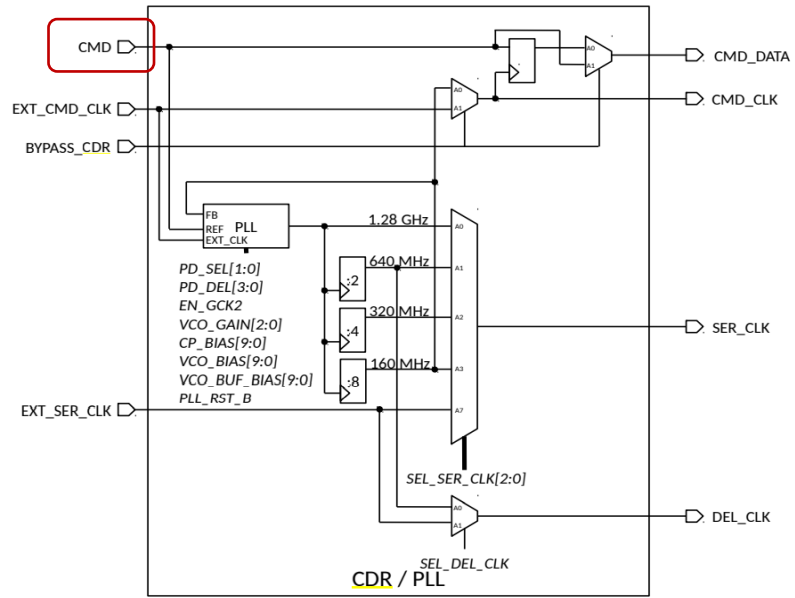 CMD
A0
A1
CMD_DATA
EXT_CMD_CLK
A0
A1
CMD_CLK
BYPASS_CDR
FB
REF
EXT_CLK
PLL
1.28 GHz
A0
:2
640 MHz
A1
:4
320 MHz
A2
:8
160 MHz
A3
A7
SER_CLK
PD_SEL[1:0]
PD_DEL[3:0]
EN_GCK2
VCO_GAIN[2:0]
CP_BIAS[9:0]
VCO_BIAS[9:0]
VCO_BUF_BIAS[9:0]
PLL_RST_B
EXT_SER_CLK
SEL_SER_CLK[2:0]
A0
A1
DEL_CLK
SEL_DEL_CLK
CDR / PLL